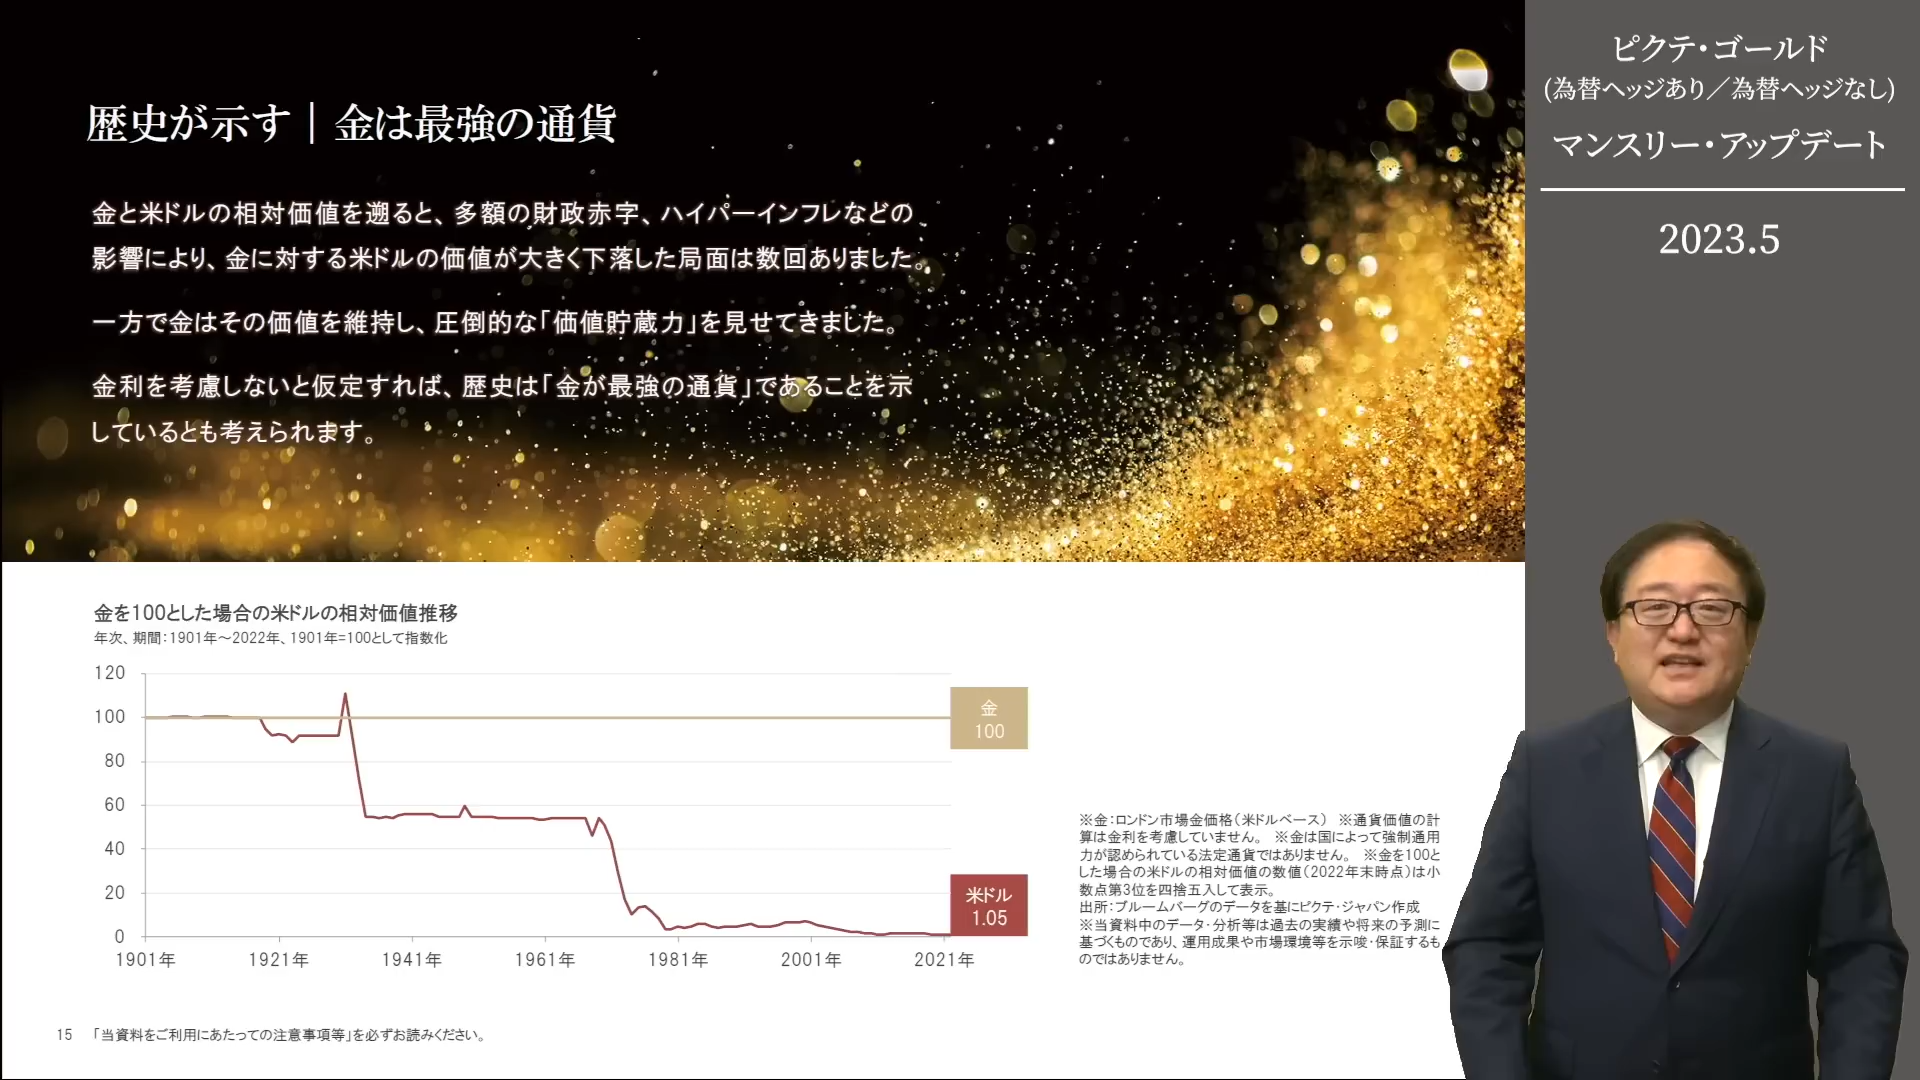 歴史が示す｜金は最強の通貨
金と米ドルの相対価値を遡ると、多額の財政赤字、ハイパーインフレなどの
影響により、金に対する米ドルの価値が大きく下落した局面は数回ありました。
一方で金はその価値を維持し、圧倒的な「価値貯蔵力」を見せてきました。
金利を考慮しないと仮定すれば、歴史は「金が最強の通貨」であることを示
しているとも考えられます。
金を100とした場合の米ドルの相対価値推移
年次、期間：1901年～2022年、1901年=100として指数化
120
100
80
60
40
20
0
1901年
1921年
1941年
1961年
1981年
2001年
2021年
金
100
米ドル
1.05
※金：ロンドン市場金価格（米ドルベース）　※通貨価値の計
算は金利を考慮していません。　※金は国によって強制通用
力が認められている法定通貨ではありません。　※金を100と
した場合の米ドルの相対価値の数値（2022年末時点）は小
数点第3位を四捨五入して表示。
出所：ブルームバーグのデータを基にピクテ・ジャパン作成
※当資料中のデータ・分析等は過去の実績や将来の予測に
基づくものであり、運用成果や市場環境等を示唆・保証するも
のではありません。
15　「当資料をご利用にあたっての注意事項等」を必ずお読みください。
ピクテ・ゴールド
(為替ヘッジあり／為替ヘッジなし)
マンスリー・アップデート
2023.5